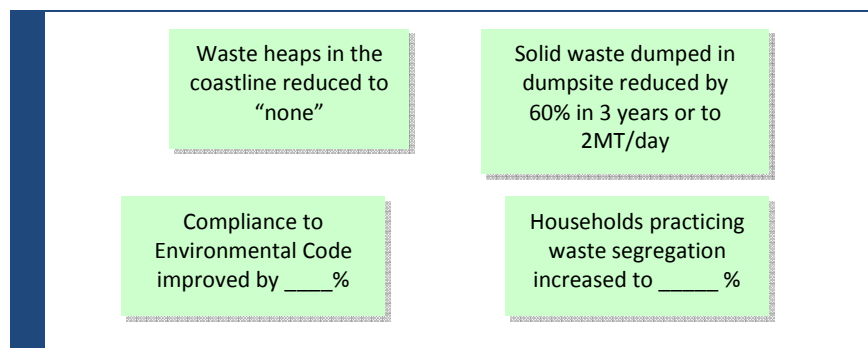 Waste heaps in the
coastline reduced to
“none”
Solid waste dumped in
dumpsite reduced by
60% in 3 years or to
2MT/day
Compliance to
Environmental Code
improved by ____%
Households practicing
waste segregation
increased to _____ %